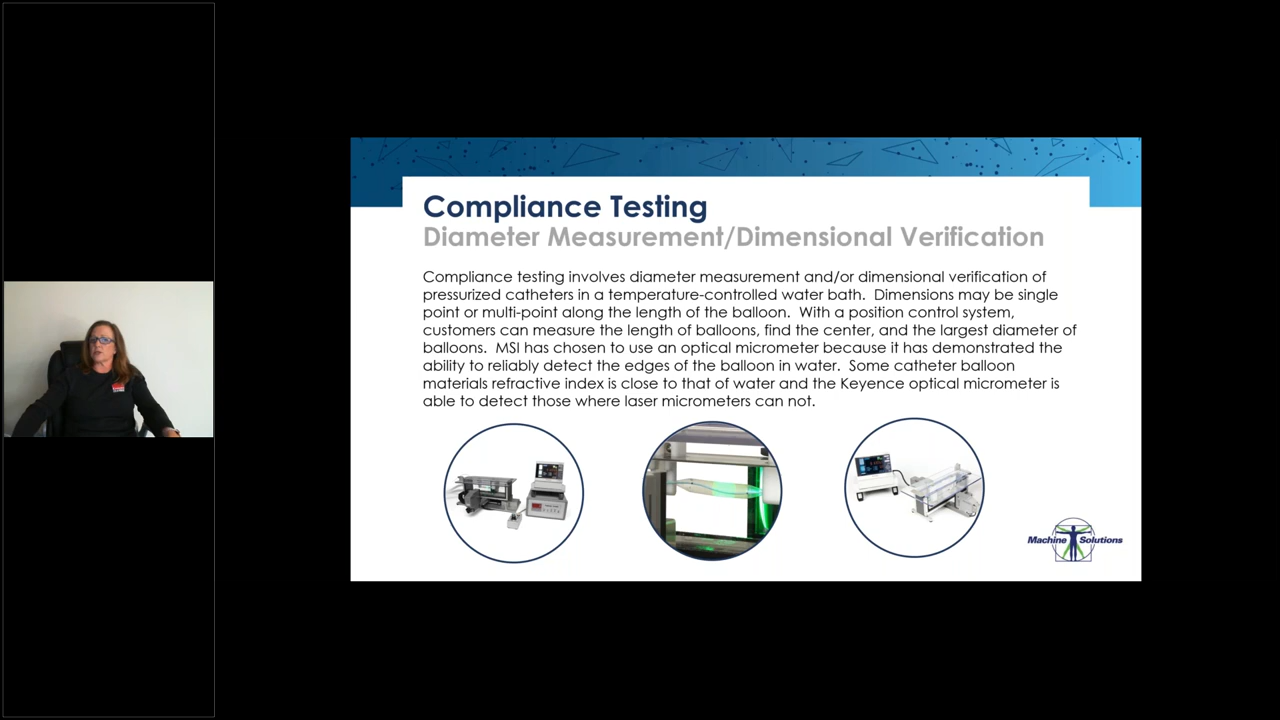 Compliance Testing
Diameter Measurement/Dimensional Verification
Compliance testing involves diameter measurement and/or dimensional verification of
pressurized catheters in a temperature-controlled water bath.  Dimensions may be single
point or multi-point along the length of the balloon.  With a position control system,
customers can measure the length of balloons, find the center, and the largest diameter of
balloons.  MSI has chosen to use an optical micrometer because it has demonstrated the
ability to reliably detect the edges of the balloon in water.  Some catheter balloon
materials refractive index is close to that of water and the Keyence optical micrometer is
able to detect those where laser micrometers can not.
Machine Solutions